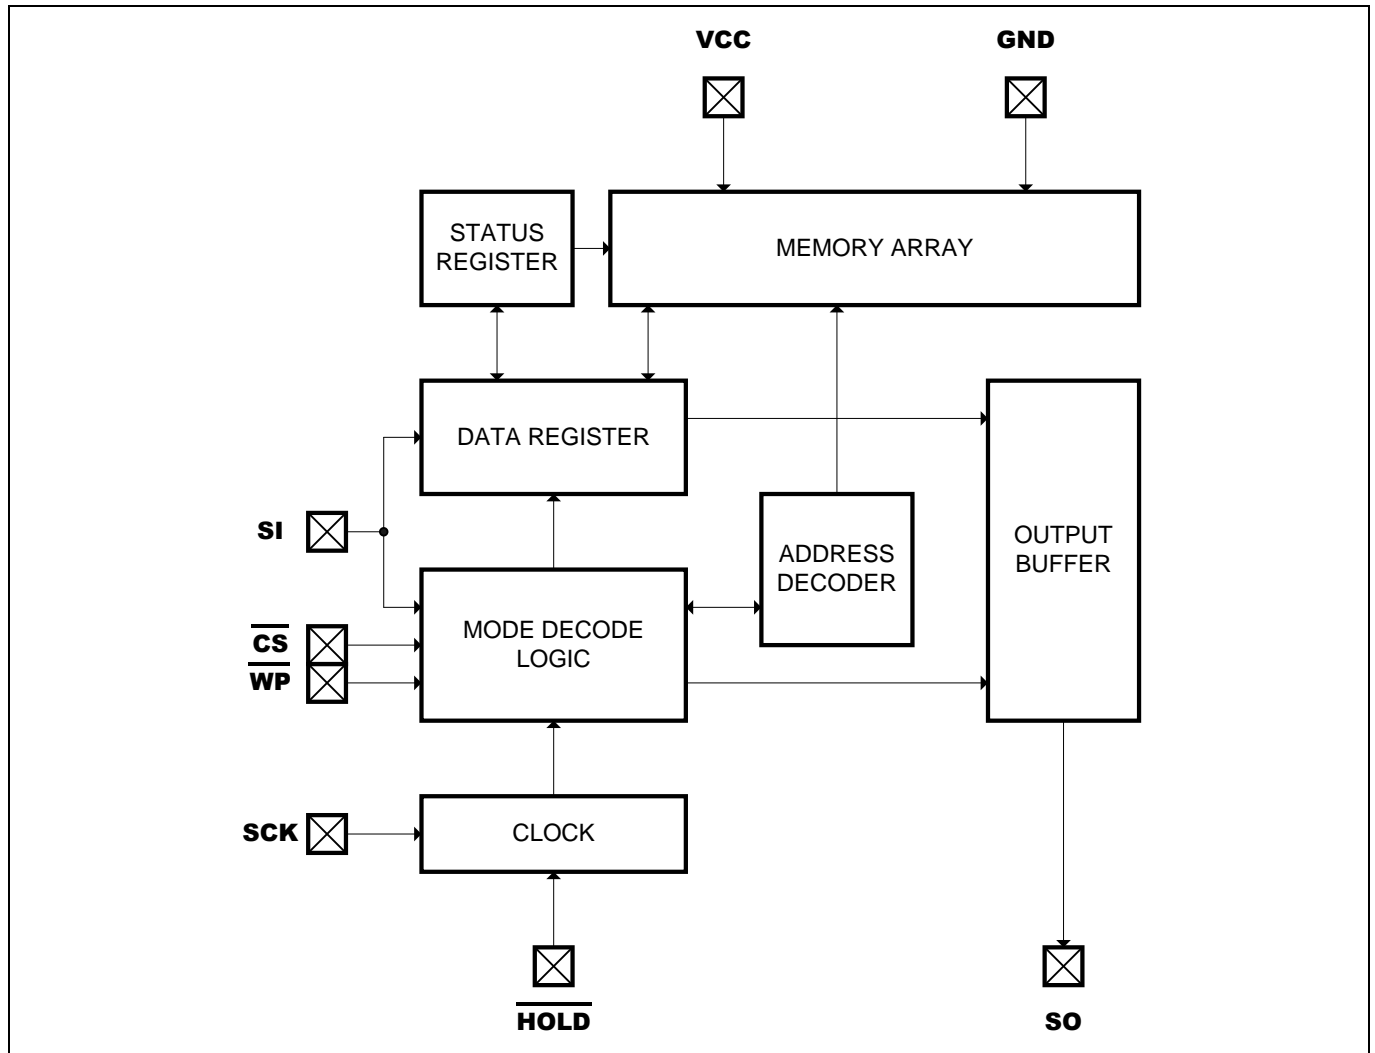 VCC
GND
STATUS
REGISTER
MEMORY ARRAY
DATA REGISTER
SI
ADDRESS
DECODER
OUTPUT
BUFFER
MODE DECODE
LOGIC
CS
WP
SCK
CLOCK
HOLD
SO